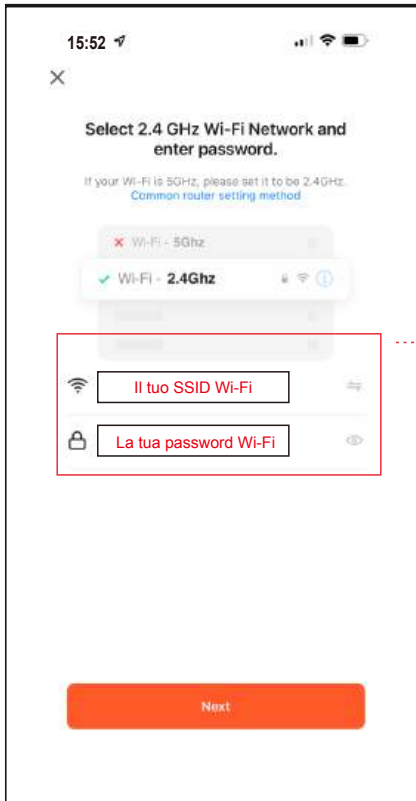 15:52
Select 2.4 GHz Wi-Fi Network and
enter password.
If your Wi-Fi is 5GHz, please set it to be 2.4GHz.
Common router setting method
Wi-Fi - 5Ghz
Wi-Fi - 2.4Ghz
Il tuo SSID Wi-Fi
La tua password Wi-Fi
Next